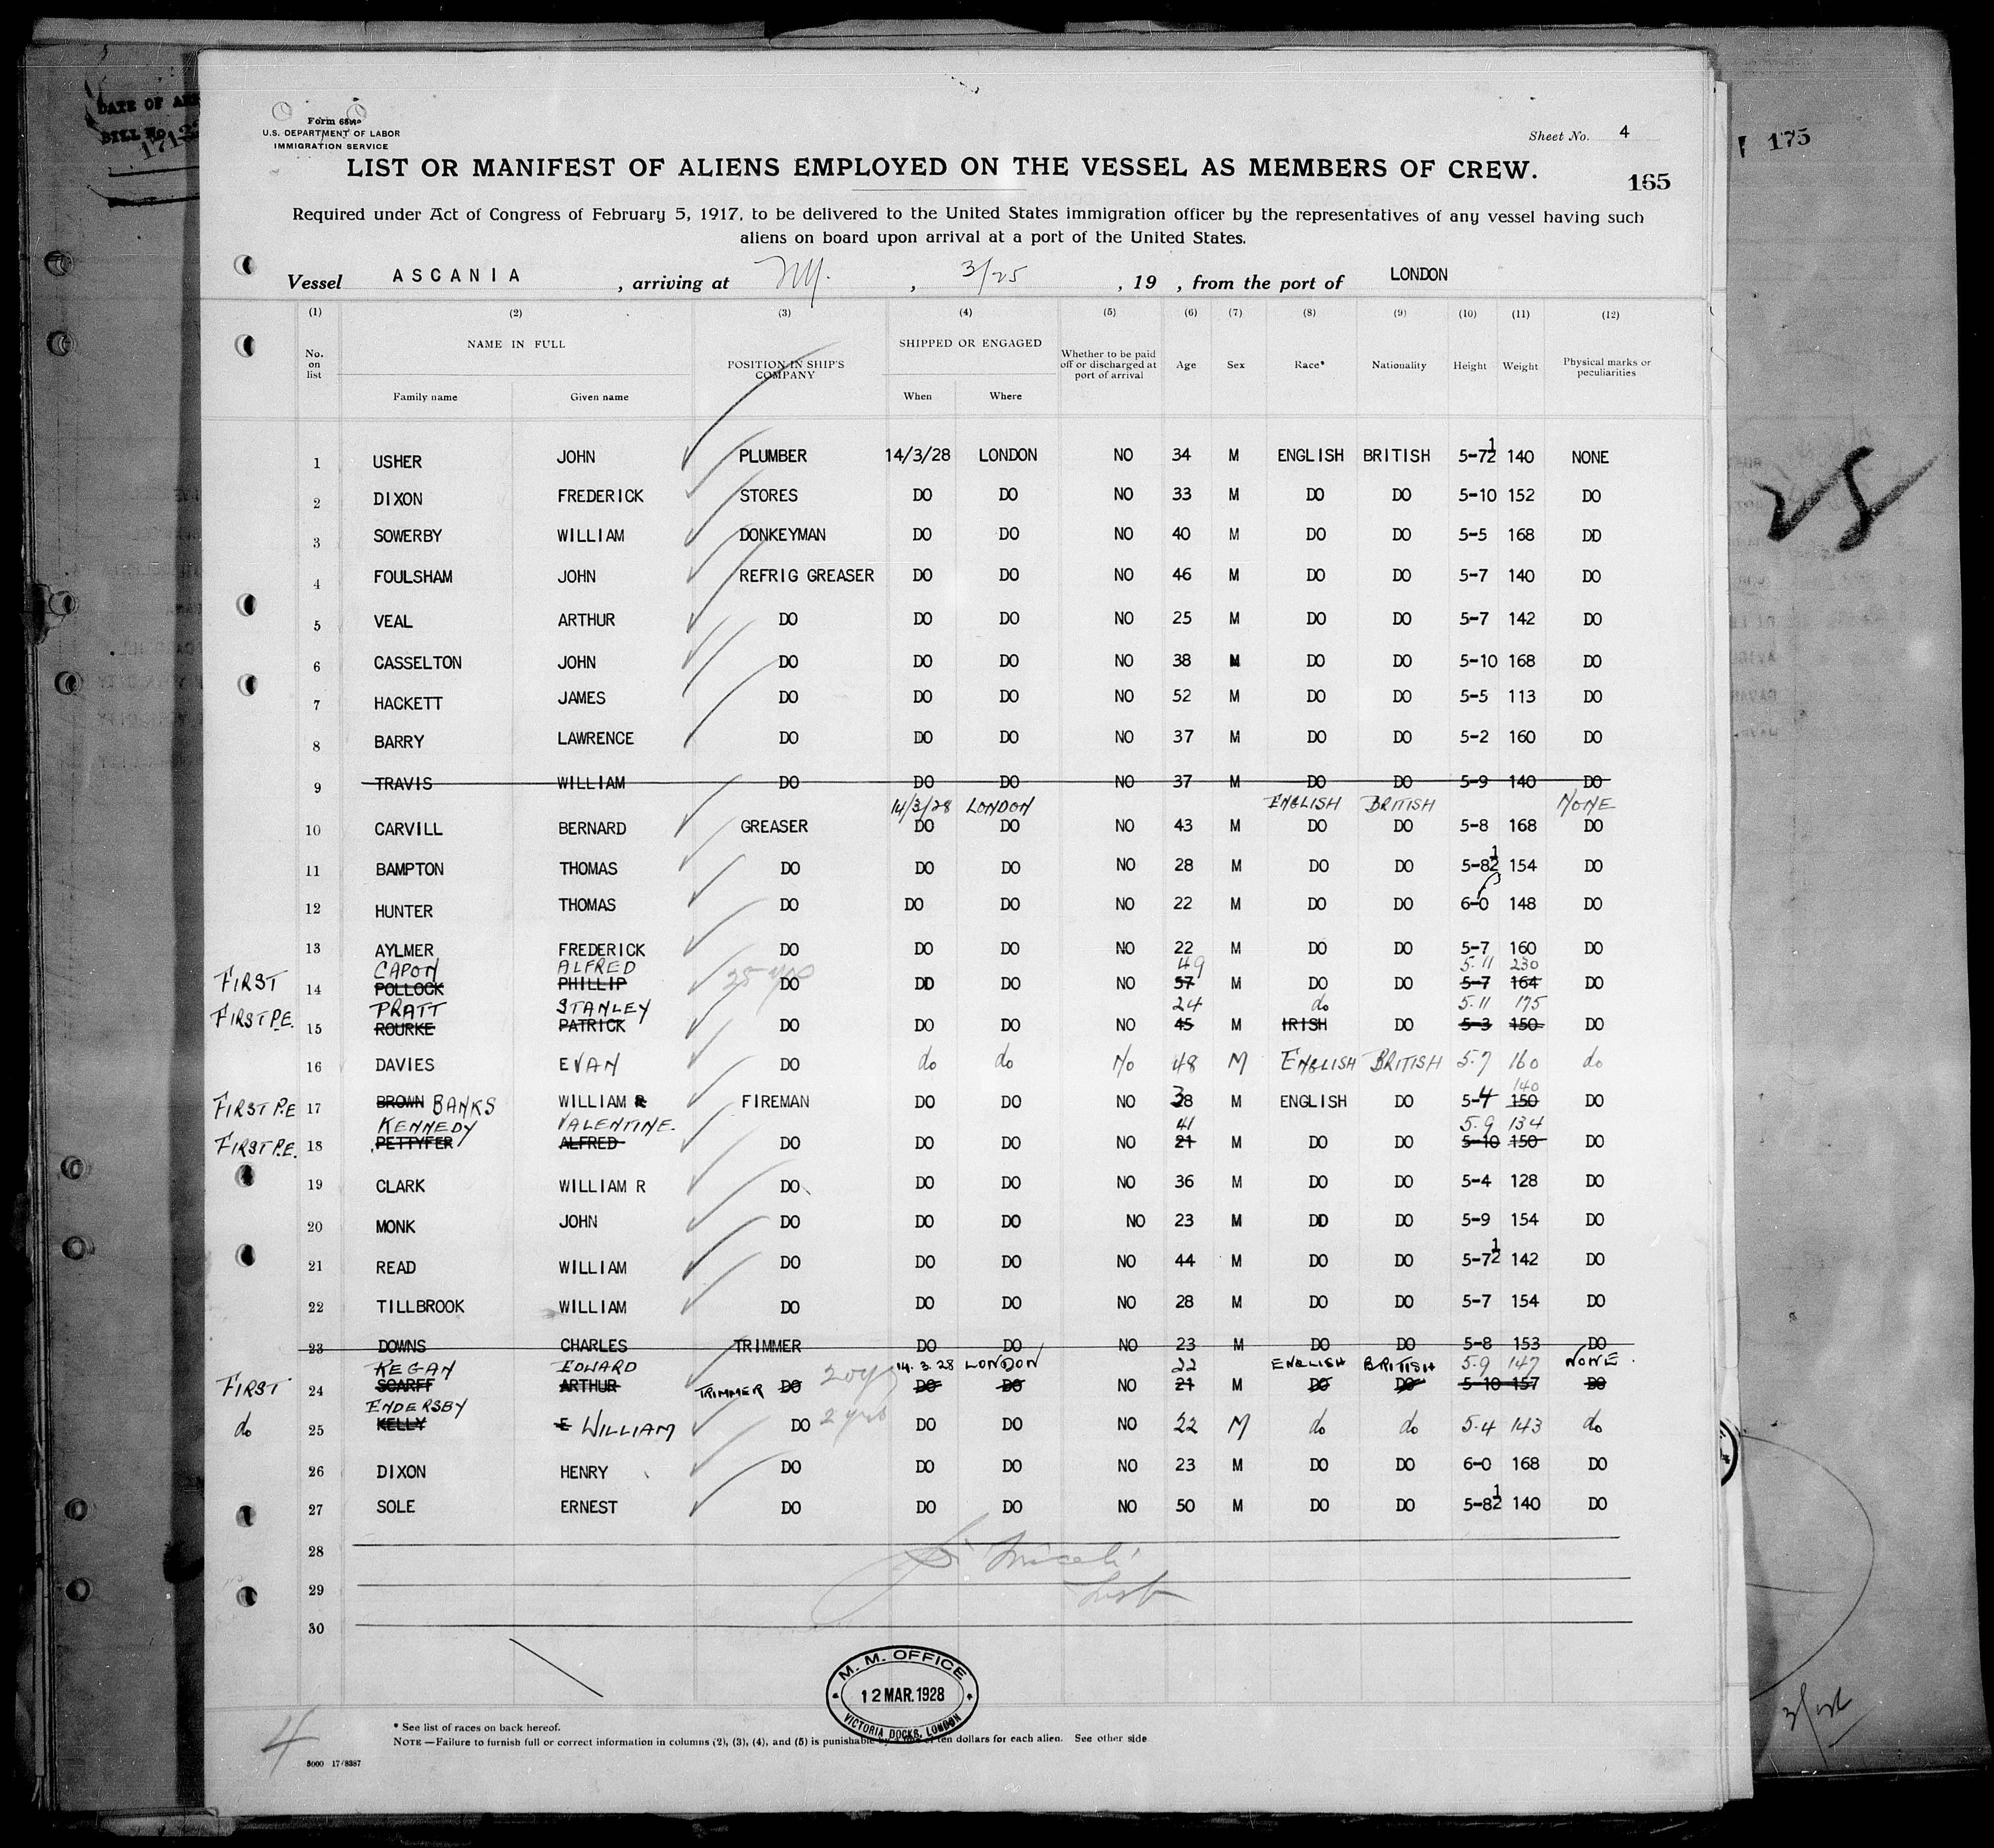 DATE OF
BILL NO.
175
Form 689
U.S. DEPARTMENT OF LABOR
IMMIGRATION SERVICE
Sheet No. 4
LIST OR MANIFEST OF ALIENS EMPLOYED ON THE VESSEL AS MEMBERS OF CREW.
165
Required under Act of Congress of February 5, 1917, to be delivered to the United States immigration officer by the representatives of any vessel having such
aliens on board upon arrival at a port of the United States.
Vessel ASCANIA , arriving at NY. , 3/25 , 19 , from the port of LONDON
(1) (2) (3) (4) (5) (6) (7) (8) (9) (10) (11) (12)
No. on list NAME IN FULL Family name Given name POSITION IN SHIP'S COMPANY SHIPPED OR ENGAGED When Where Whether to be paid off or discharged at port of arrival Age Sex Race* Nationality Height Weight Physical marks or peculiarities
1 USHER JOHN PLUMBER 14/3/28 LONDON NO 34 M ENGLISH BRITISH 5-7½ 140 NONE
2 DIXON FREDERICK STORES DO DO NO 33 M DO DO 5-10 152 DO
3 SOWERBY WILLIAM DONKEYMAN DO DO NO 40 M DO DO 5-5 168 DD
4 FOULSHAM JOHN REFRIG GREASER DO DO NO 46 M DO DO 5-7 140 DO
5 VEAL ARTHUR DO DO DO NO 25 M DO DO 5-7 142 DO
6 CASSELTON JOHN DO DO DO NO 38 M DO DO 5-10 168 DO
7 HACKETT JAMES DO DO DO NO 52 M DO DO 5-5 113 DO
8 BARRY LAWRENCE DO DO DO NO 37 M DO DO 5-2 160 DO
9 TRAVIS WILLIAM DO DO DO NO 37 M DO DO 5-9 140 DO
14/3/28 LONDON ENGLISH BRITISH NONE
10 CARVILL BERNARD GREASER DO DO NO 43 M DO DO 5-8 168 DO
11 BAMPTON THOMAS DO DO DO NO 28 M DO DO 5-8½ 154 DO
12 HUNTER THOMAS DO DO DO NO 22 M DO DO 6-0 148 DO
13 AYLMER FREDERICK DO DO DO NO 22 M DO DO 5-7 160 DO
CAPON ALFRED 49 5.11 230
FIRST 14 POLLOCK PHILLIP DO DD DO NO 57 M DO DO 5-7 164 DO
PRATT STANLEY 24 do 5.11 175
FIRST P.E. 15 ROURKE PATRICK DO DO DO NO 45 M IRISH DO 5-3 150 DO
16 DAVIES EVAN DO do do No 48 M ENGLISH BRITISH 5.7 160 do
140
FIRST P.E 17 BROWN BANKS WILLIAM R FIREMAN DO DO NO 38 M ENGLISH DO 5-4 150 DO
KENNEDY VALENTINE. 41 5.9 134
FIRST P.E. 18 PETTYFER ALFRED DO DO DO NO 21 M DO DO 5-10 150 DO
19 CLARK WILLIAM R DO DO DO NO 36 M DO DO 5-4 128 DO
20 MONK JOHN DO DO DO NO 23 M DD DO 5-9 154 DO
21 READ WILLIAM DO DO DO NO 44 M DO DO 5-7½ 142 DO
22 TILLBROOK WILLIAM DO DO DO NO 28 M DO DO 5-7 154 DO
23 DOWNS CHARLES TRIMMER DO DO NO 23 M DO DO 5-8 153 DO
REGAN EDWARD 14.3.28 LONDON 22 ENGLISH BRITISH 5.9 147 NONE
FIRST 24 SCARFF ARTHUR TRIMMER DO DO DO NO 21 M DO DO 5-10 157 DO
ENDERSBY
do 25 KELLY E WILLIAM DO DO DO NO 22 M do do 5.4 143 do
26 DIXON HENRY DO DO DO NO 23 M DO DO 6-0 168 DO
27 SOLE ERNEST DO DO DO NO 50 M DO DO 5-8½ 140 DO
28
29
30
M. M. OFFICE
12 MAR. 1928
VICTORIA DOCKS, LONDON
4
* See list of races on back hereof.
NOTE —Failure to furnish full or correct information in columns (2), (3), (4), and (5) is punishable by a fine of ten dollars for each alien. See other side
5000 17/8387